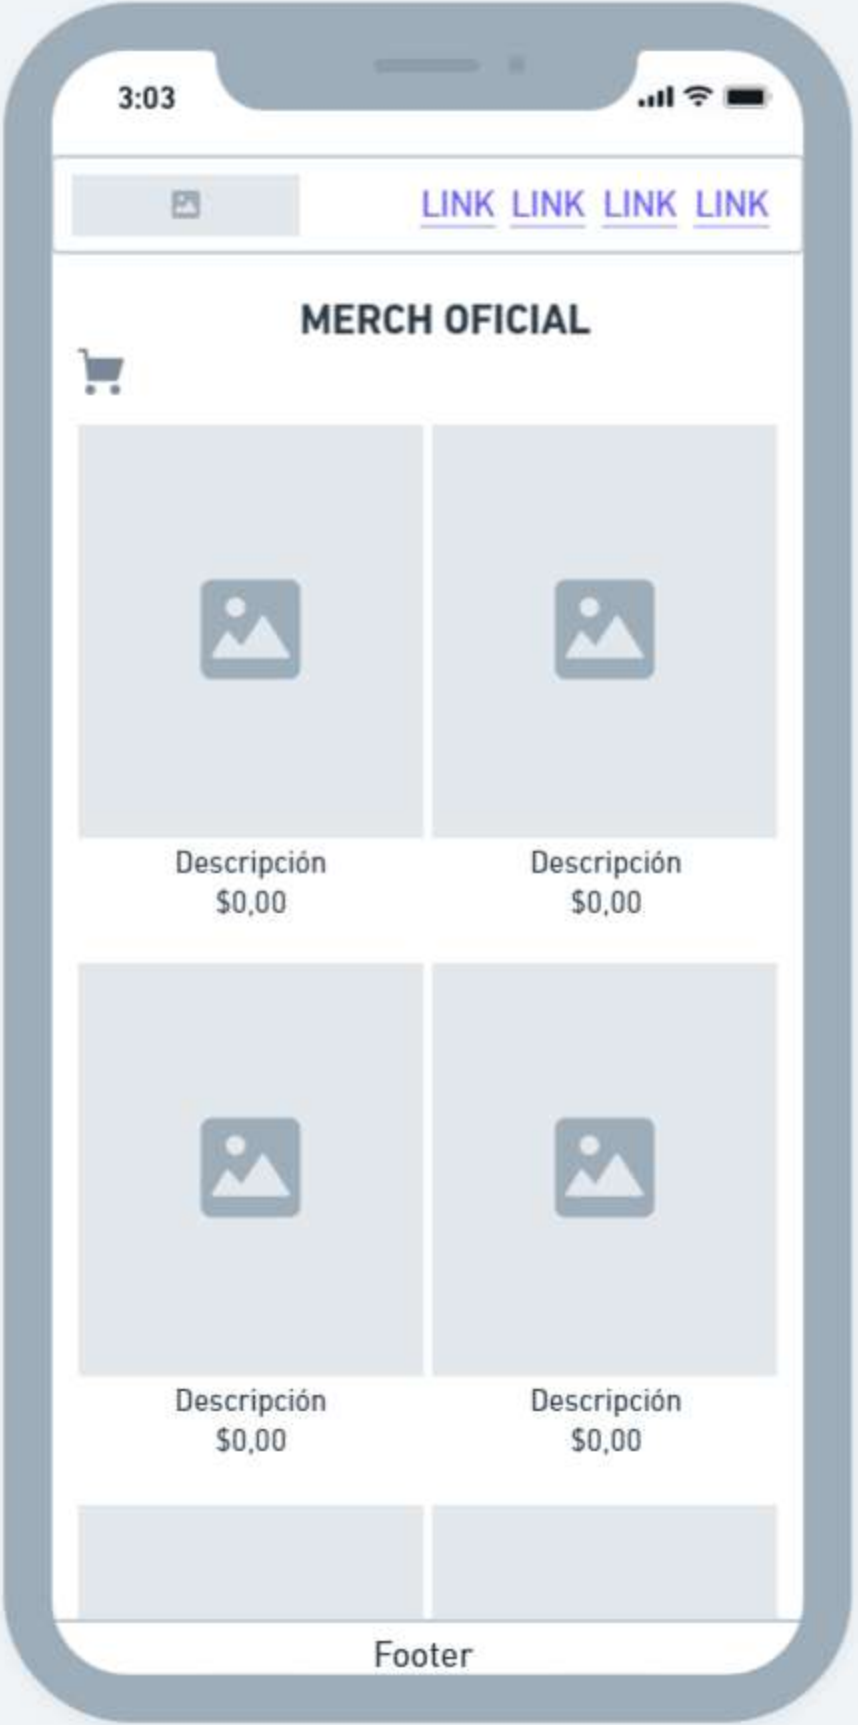 3:03
LINK LINK LINK LINK
MERCH OFICIAL
Descripción Descripción
$0,00 $0,00
Descripción Descripción
$0,00 $0,00
Footer